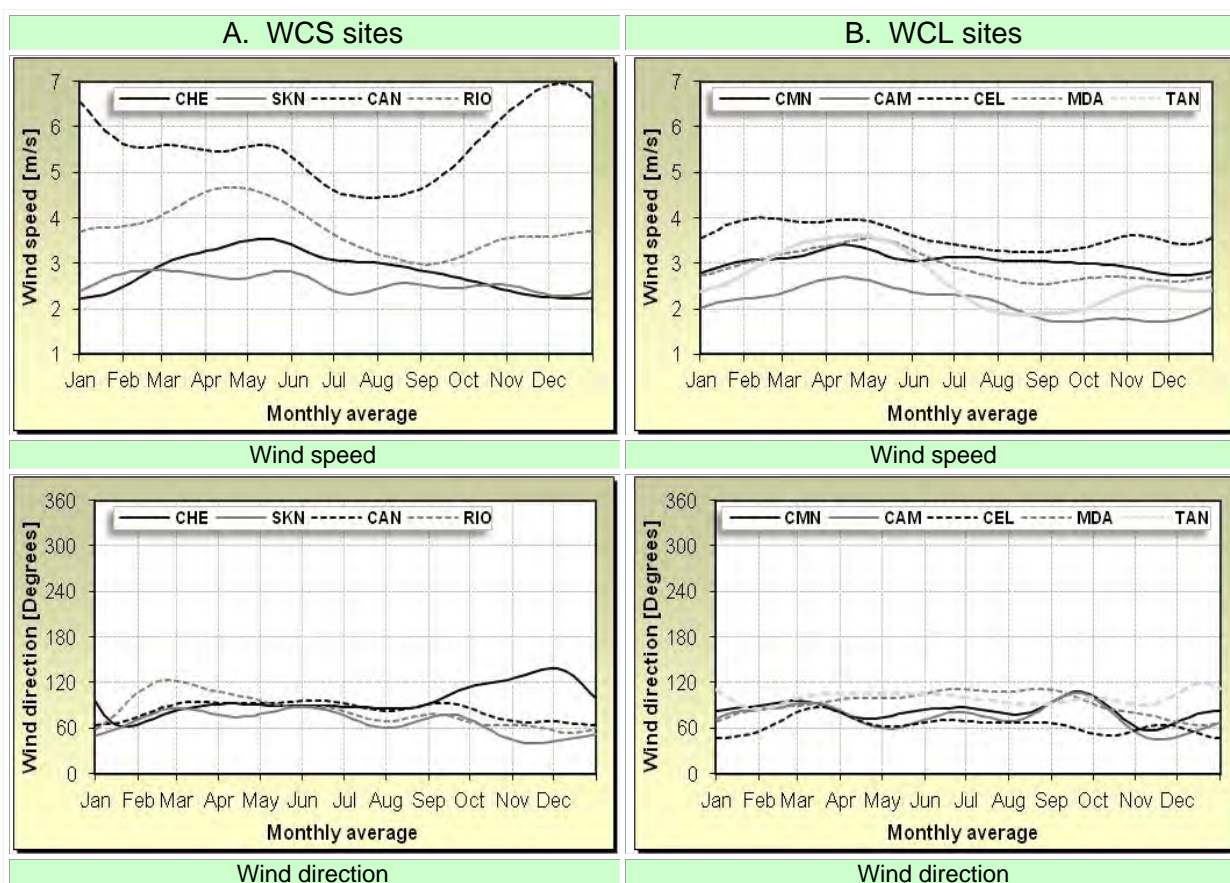 A. WCS sites
B. WCL sites
7
6
5
4
3
2
1
Wind speed [m/s]
CHE SKN CAN RIO
Jan Feb Mar Apr May Jun Jul Aug Sep Oct Nov Dec
Monthly average
7
6
5
4
3
2
1
Wind speed [m/s]
CMN CAM CEL MDA TAN
Jan Feb Mar Apr May Jun Jul Aug Sep Oct Nov Dec
Monthly average
Wind speed
Wind speed
360
300
240
180
120
60
0
Wind direction [Degrees]
CHE SKN CAN RIO
Jan Feb Mar Apr May Jun Jul Aug Sep Oct Nov Dec
Monthly average
360
300
240
180
120
60
0
Wind direction [Degrees]
CMN CAM CEL MDA TAN
Jan Feb Mar Apr May Jun Jul Aug Sep Oct Nov Dec
Monthly average
Wind direction
Wind direction